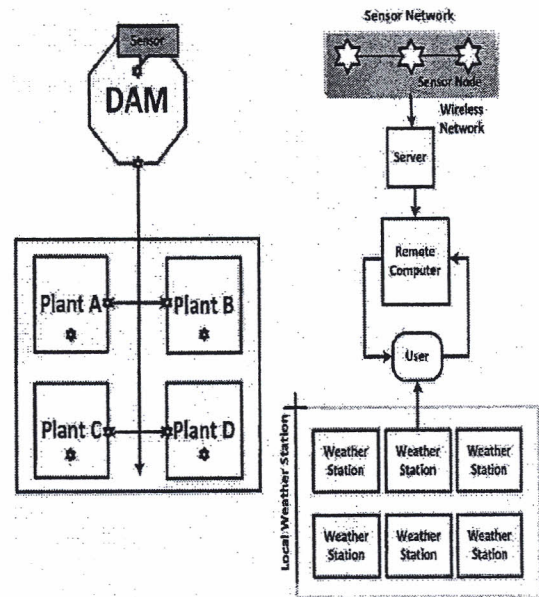 Sensor
DAM
Plant A
Plant B
Plant C
Plant D
Sensor Network
Sensor Node
Wireless
Network
Server
Remote
Computer
User
Local Weather Station
Weather
Station
Weather
Station
Weather
Station
Weather
Station
Weather
Station
Weather
Station